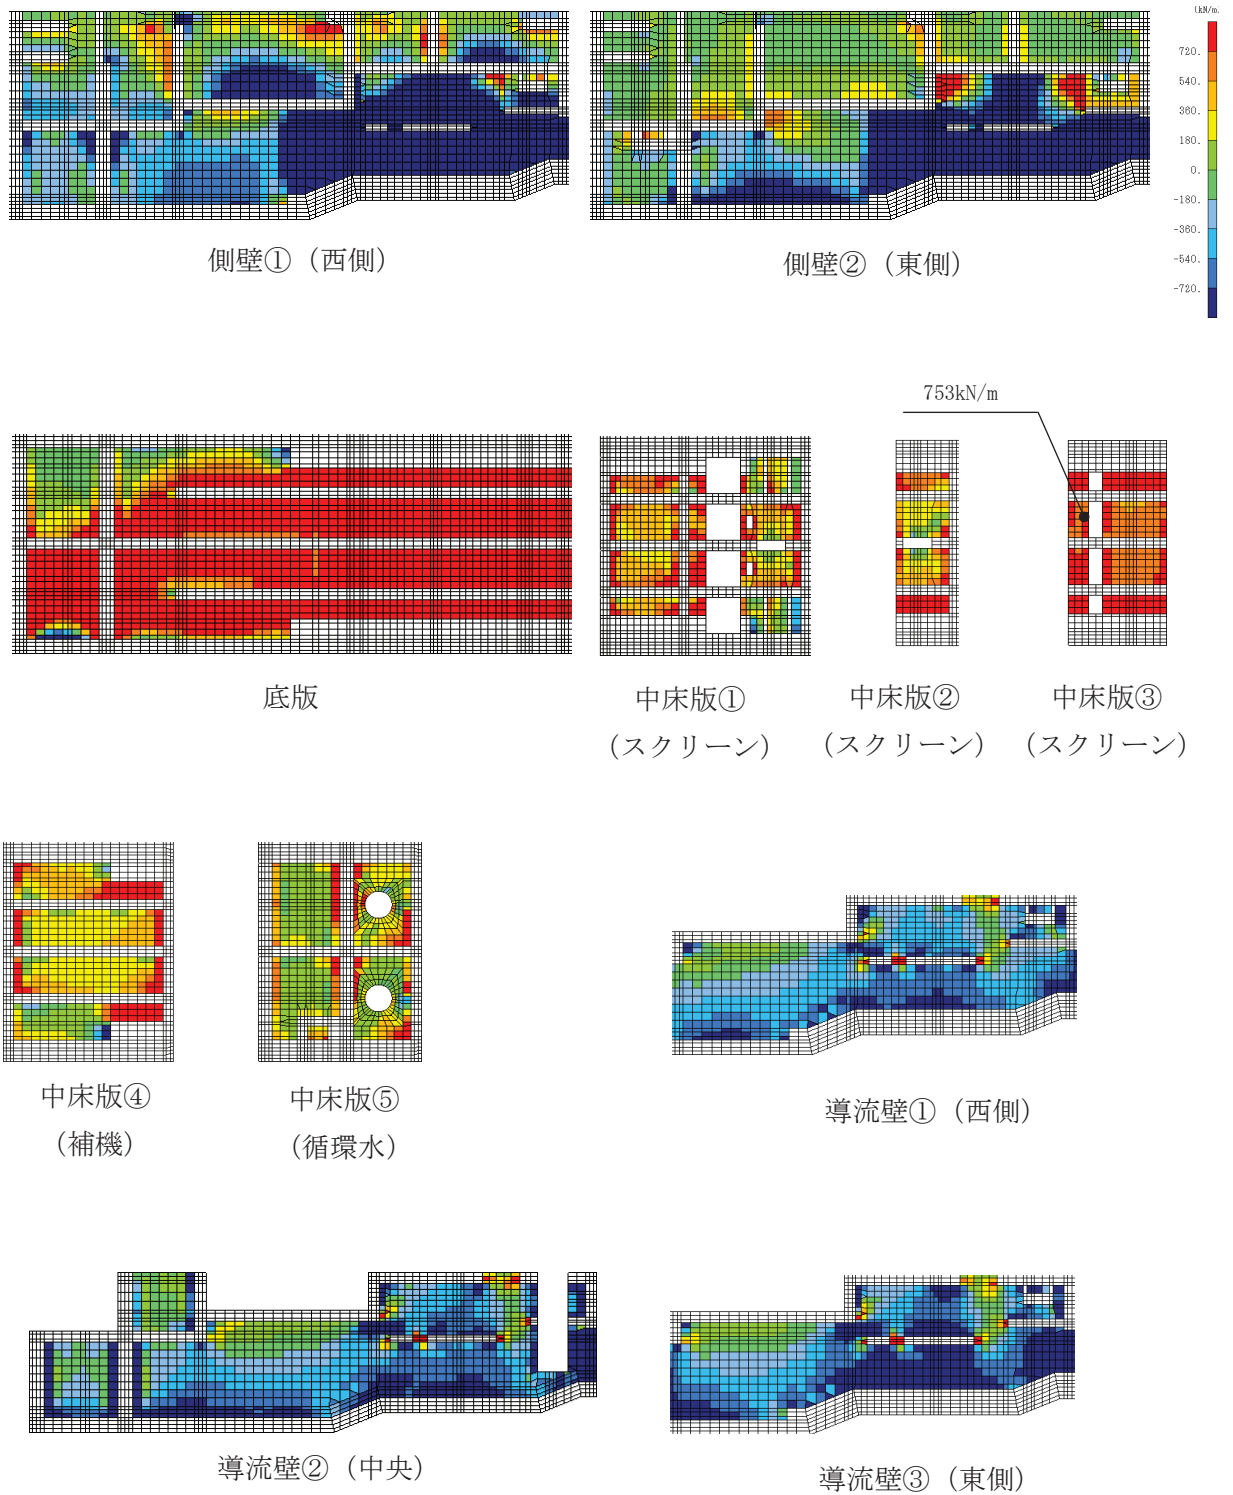 (kN/m)
720.
540.
360.
180.
0.
-180.
-360.
-540.
-720.
側壁①（西側）
側壁②（東側）
753kN/m
底版
中床版①
（スクリーン）
中床版②
（スクリーン）
中床版③
（スクリーン）
中床版④
（補機）
中床版⑤
（循環水）
導流壁①（西側）
導流壁②（中央）
導流壁③（東側）